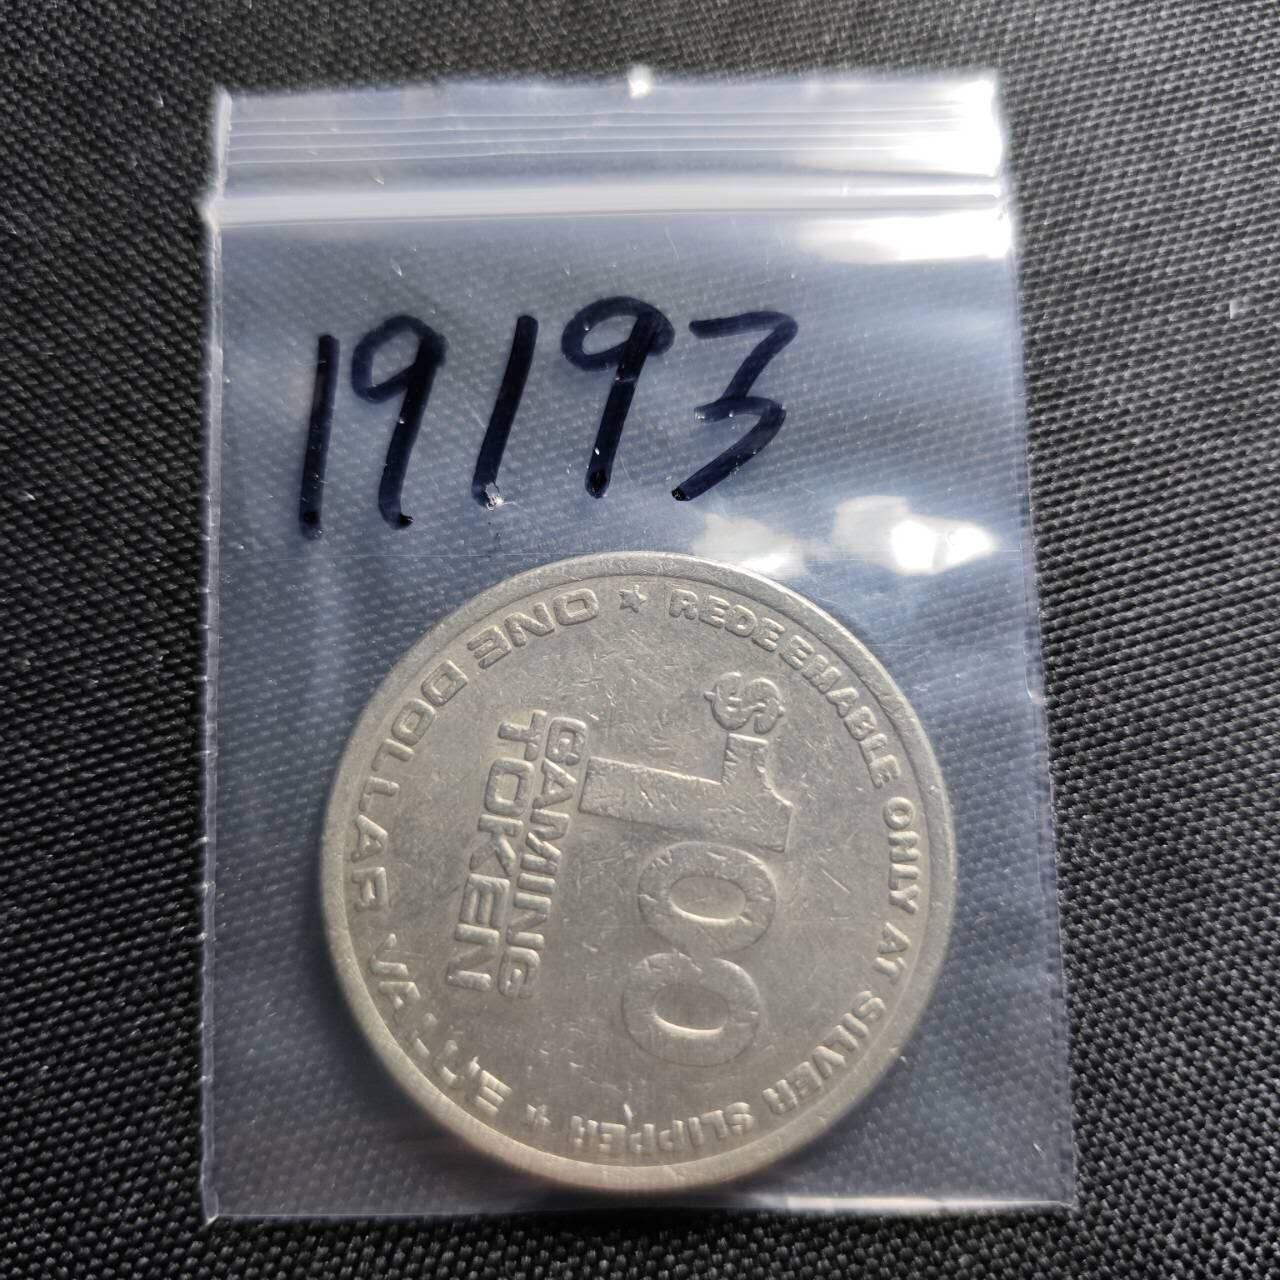 19193
★ REDEEMABLE ONLY AT SILVER SLIPPER ★
$1.00
GAMING
TOKEN
ONE DOLLAR VALUE